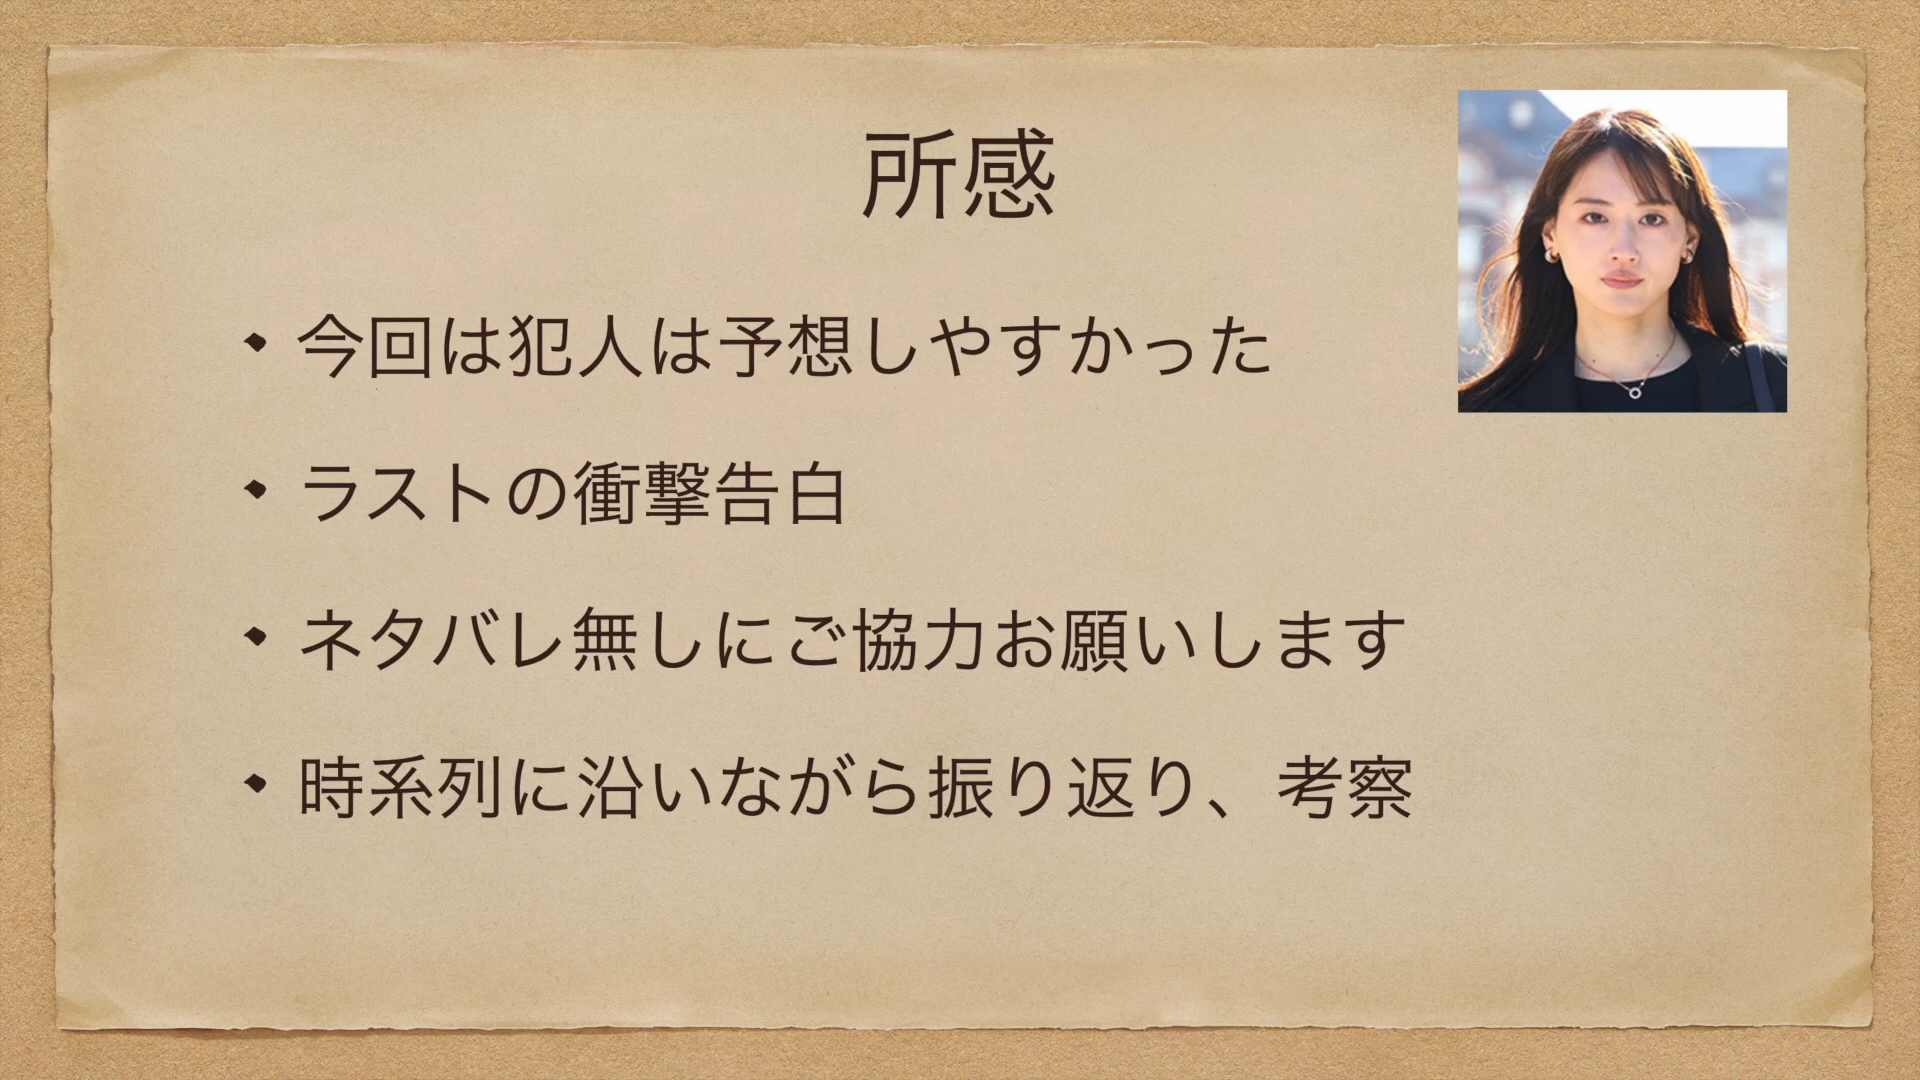 所感
・今回は犯人は予想しやすかった
・ラストの衝撃告白
・ネタバレ無しにご協力お願いします
・時系列に沿いながら振り返り、考察